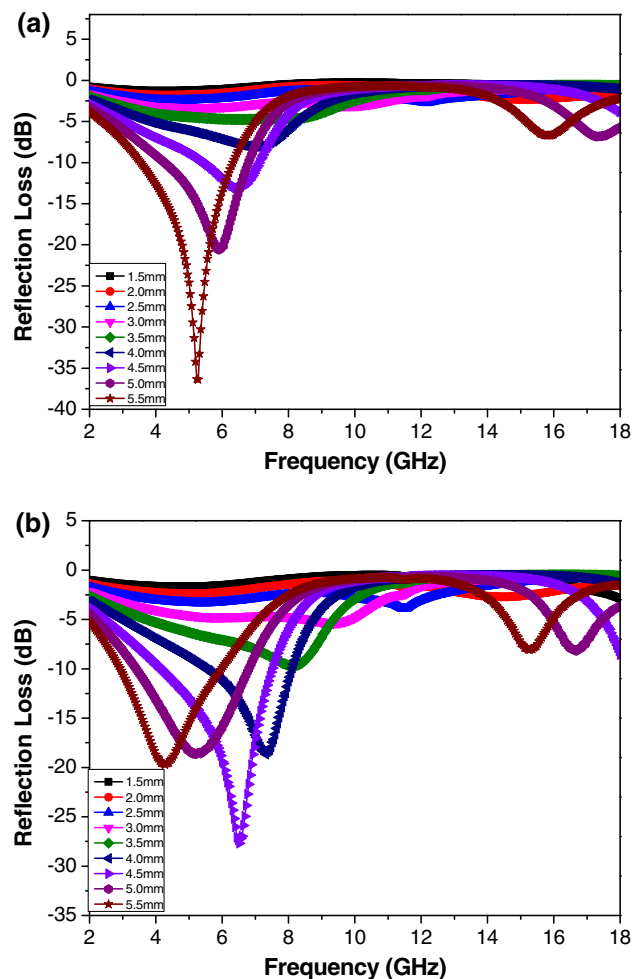 (a)
5
0
-5
-10
-15
-20
-25
-30
-35
-40
Reflection Loss (dB)
1.5mm
2.0mm
2.5mm
3.0mm
3.5mm
4.0mm
4.5mm
5.0mm
5.5mm
2 4 6 8 10 12 14 16 18
Frequency (GHz)
(b)
5
0
-5
-10
-15
-20
-25
-30
-35
Reflection Loss (dB)
1.5mm
2.0mm
2.5mm
3.0mm
3.5mm
4.0mm
4.5mm
5.0mm
5.5mm
2 4 6 8 10 12 14 16 18
Frequency (GHz)